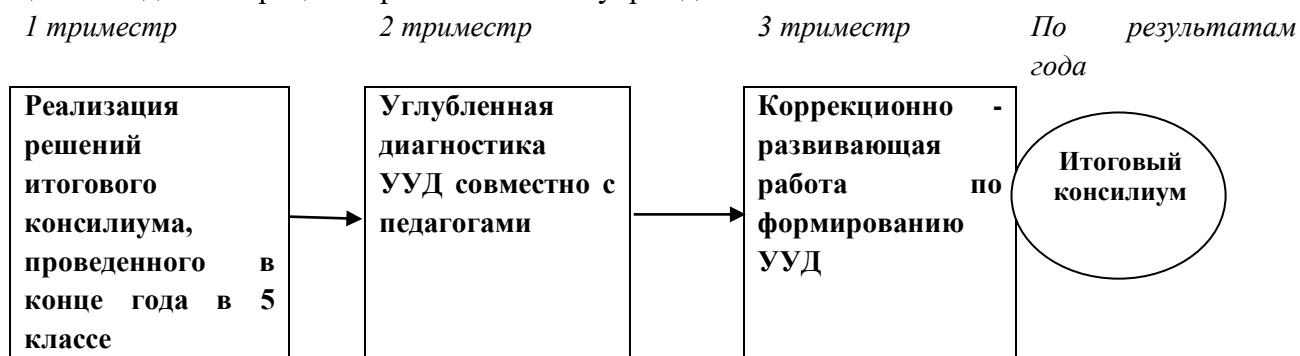 1 триместр
2 триместр
3 триместр
По результатам
года
Реализация
решений
итогового
консилиума,
проведенного в
конце года в 5
классе
Углубленная
диагностика
УУД совместно с
педагогами
Коррекционно -
развивающая
работа по
формированию
УУД
Итоговый
консилиум